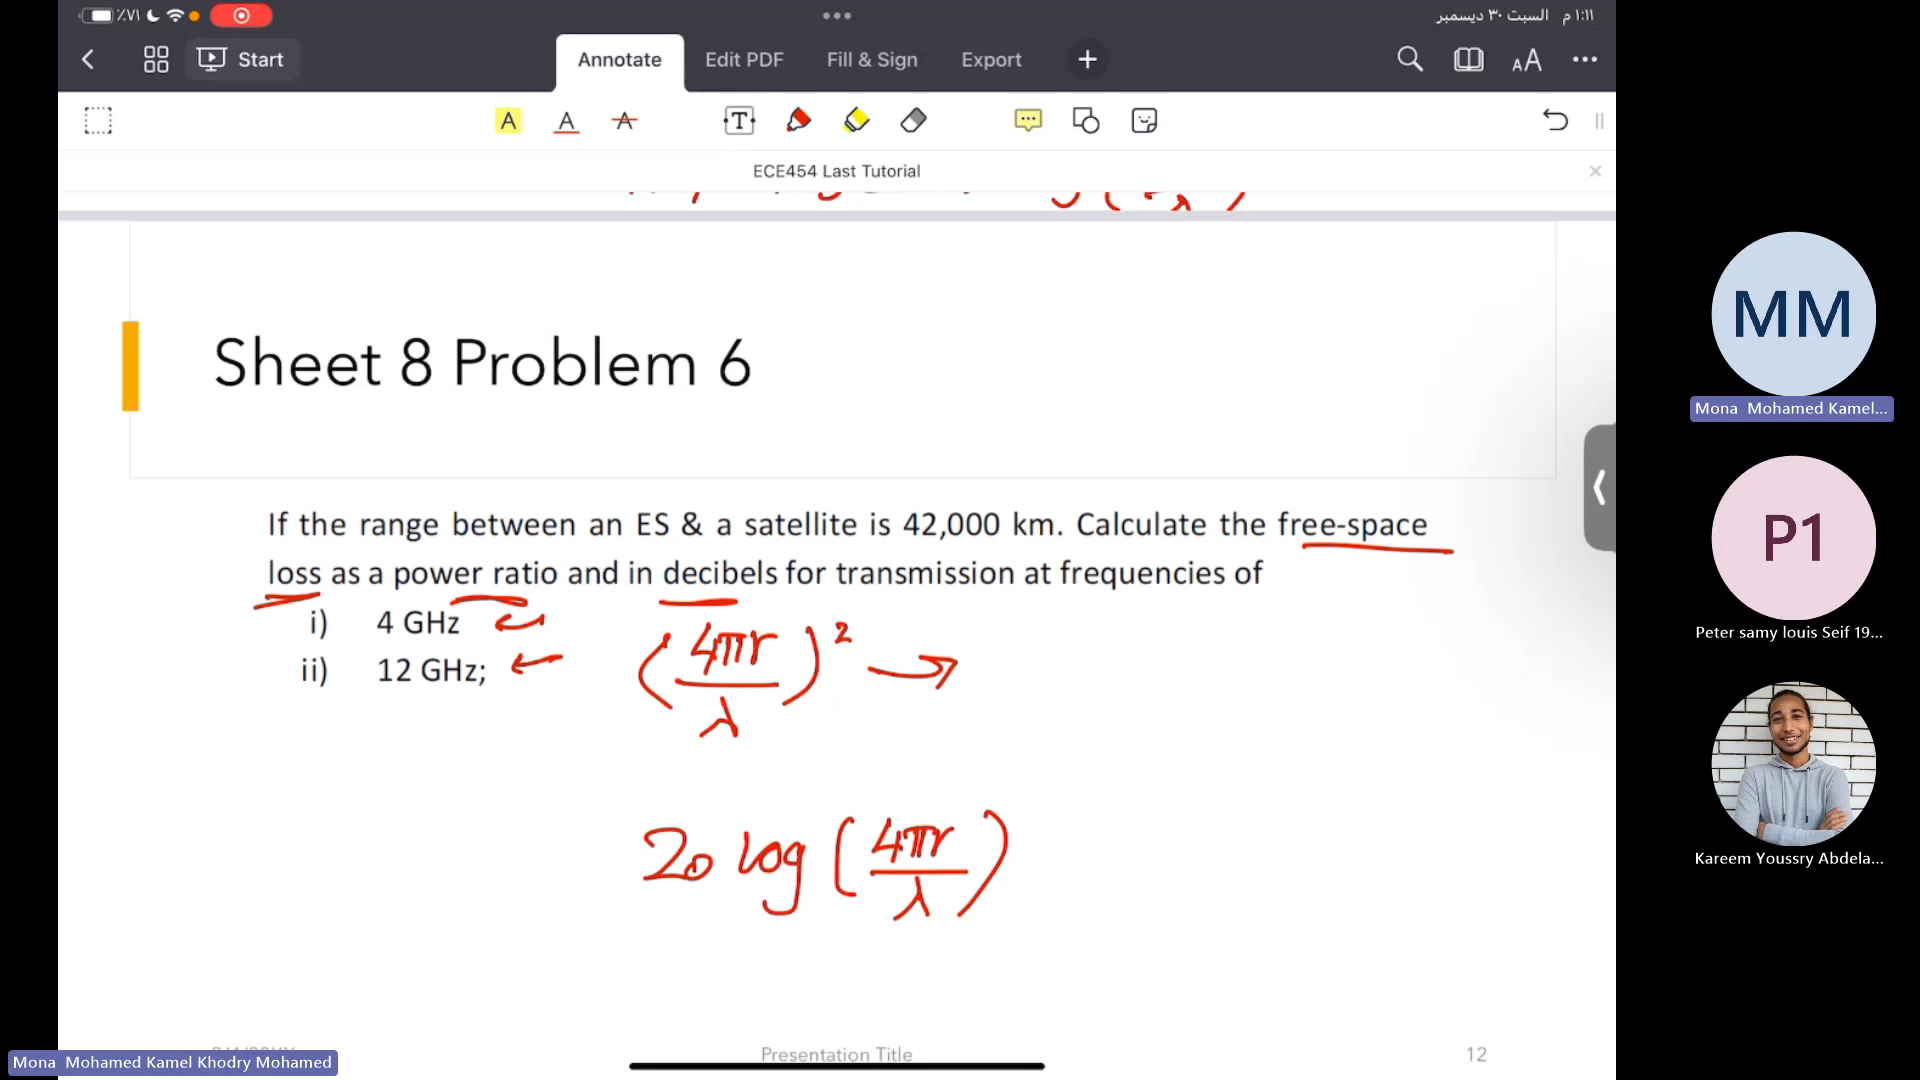 ٪٧١
١:١١ م السبت ٣٠ ديسمبر
Start
Annotate
Edit PDF
Fill & Sign
Export
ECE454 Last Tutorial
Sheet 8 Problem 6
If the range between an ES & a satellite is 42,000 km. Calculate the free-space
loss as a power ratio and in decibels for transmission at frequencies of
i) 4 GHz
ii) 12 GHz;
(4πr/λ)² →
20 log (4πr/λ)
Presentation Title
12
MM
Mona Mohamed Kamel...
P1
Peter samy louis Seif 19...
Kareem Youssry Abdela...
Mona Mohamed Kamel Khodry Mohamed